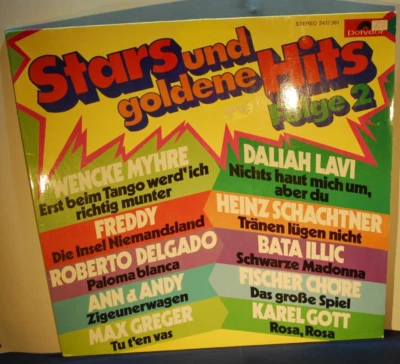 STEREO 2417 361
Polydor
Stars und
goldene Hits
Folge 2
WENCKE MYHRE
Erst beim Tango werd' ich
richtig munter
FREDDY
Die Insel Niemandsland
ROBERTO DELGADO
Paloma blanca
ANN & ANDY
Zigeunerwagen
MAX GREGER
Tu t'en vas
DALIAH LAVI
Nichts haut mich um,
aber du
HEINZ SCHACHTNER
Tränen lügen nicht
BATA ILLIC
Schwarze Madonna
FISCHER CHÖRE
Das große Spiel
KAREL GOTT
Rosa, Rosa